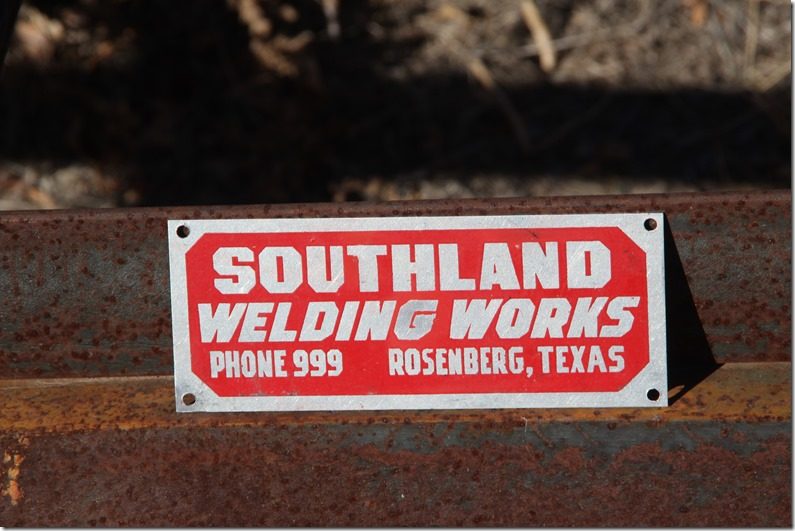 SOUTHLAND
WELDING WORKS
PHONE 999 ROSENBERG, TEXAS